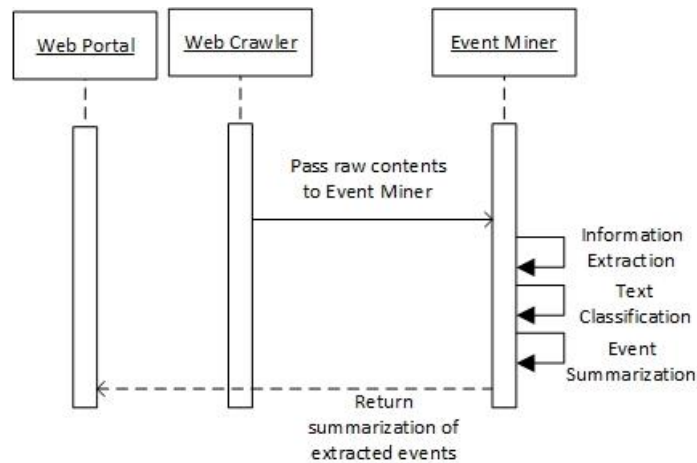 Web Portal
Web Crawler
Event Miner
Pass raw contents
to Event Miner
Information
Extraction
Text
Classification
Event
Summarization
Return
summarization of
extracted events